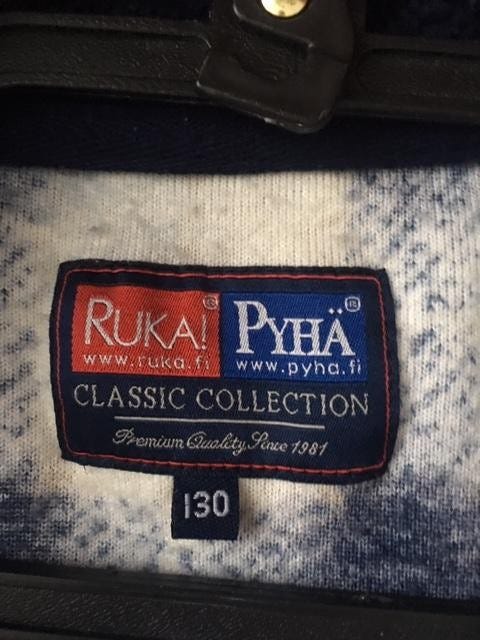 RUKA!® PYHÄ®
www.ruka.fi www.pyha.fi
CLASSIC COLLECTION
Premium Quality Since 1981
130